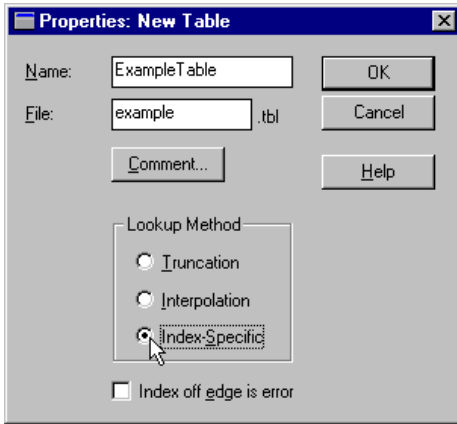 Properties: New Table
Name: ExampleTable OK
File: example .tbl Cancel
Comment... Help
Lookup Method
Truncation
Interpolation
Index-Specific
Index off edge is error